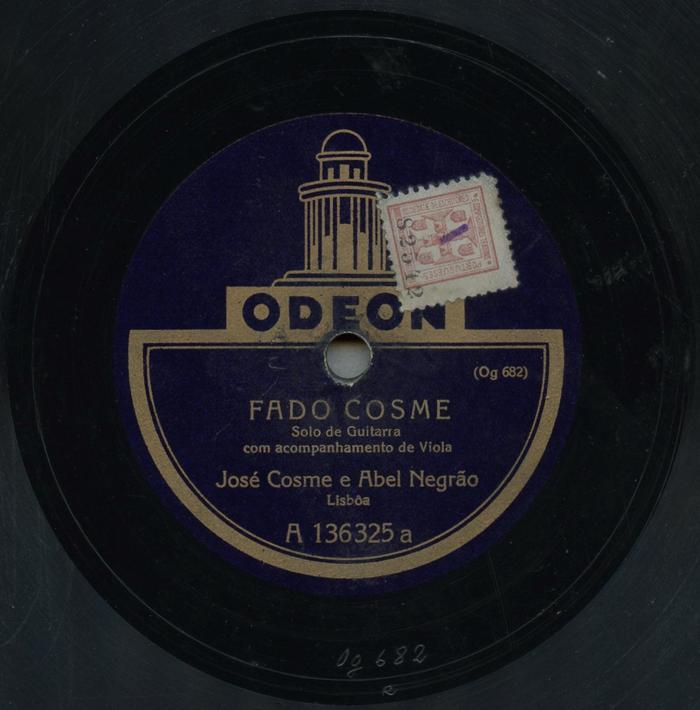 ODEON
(Og 682)
FADO COSME
Solo de Guitarra
com acompanhamento de Viola
José Cosme e Abel Negrão
Lisbôa
A 136325 a
PORTUGUESES
Og 682